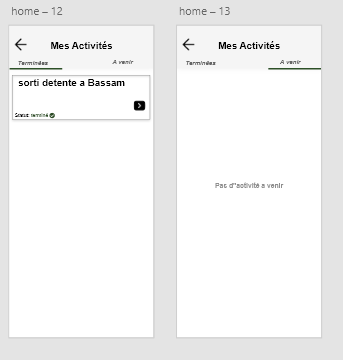 home – 12
Mes Activités
Terminées A venir
sorti detente a Bassam
Statut: terminé
home – 13
Mes Activités
Terminées A venir
Pas d"activité a venir